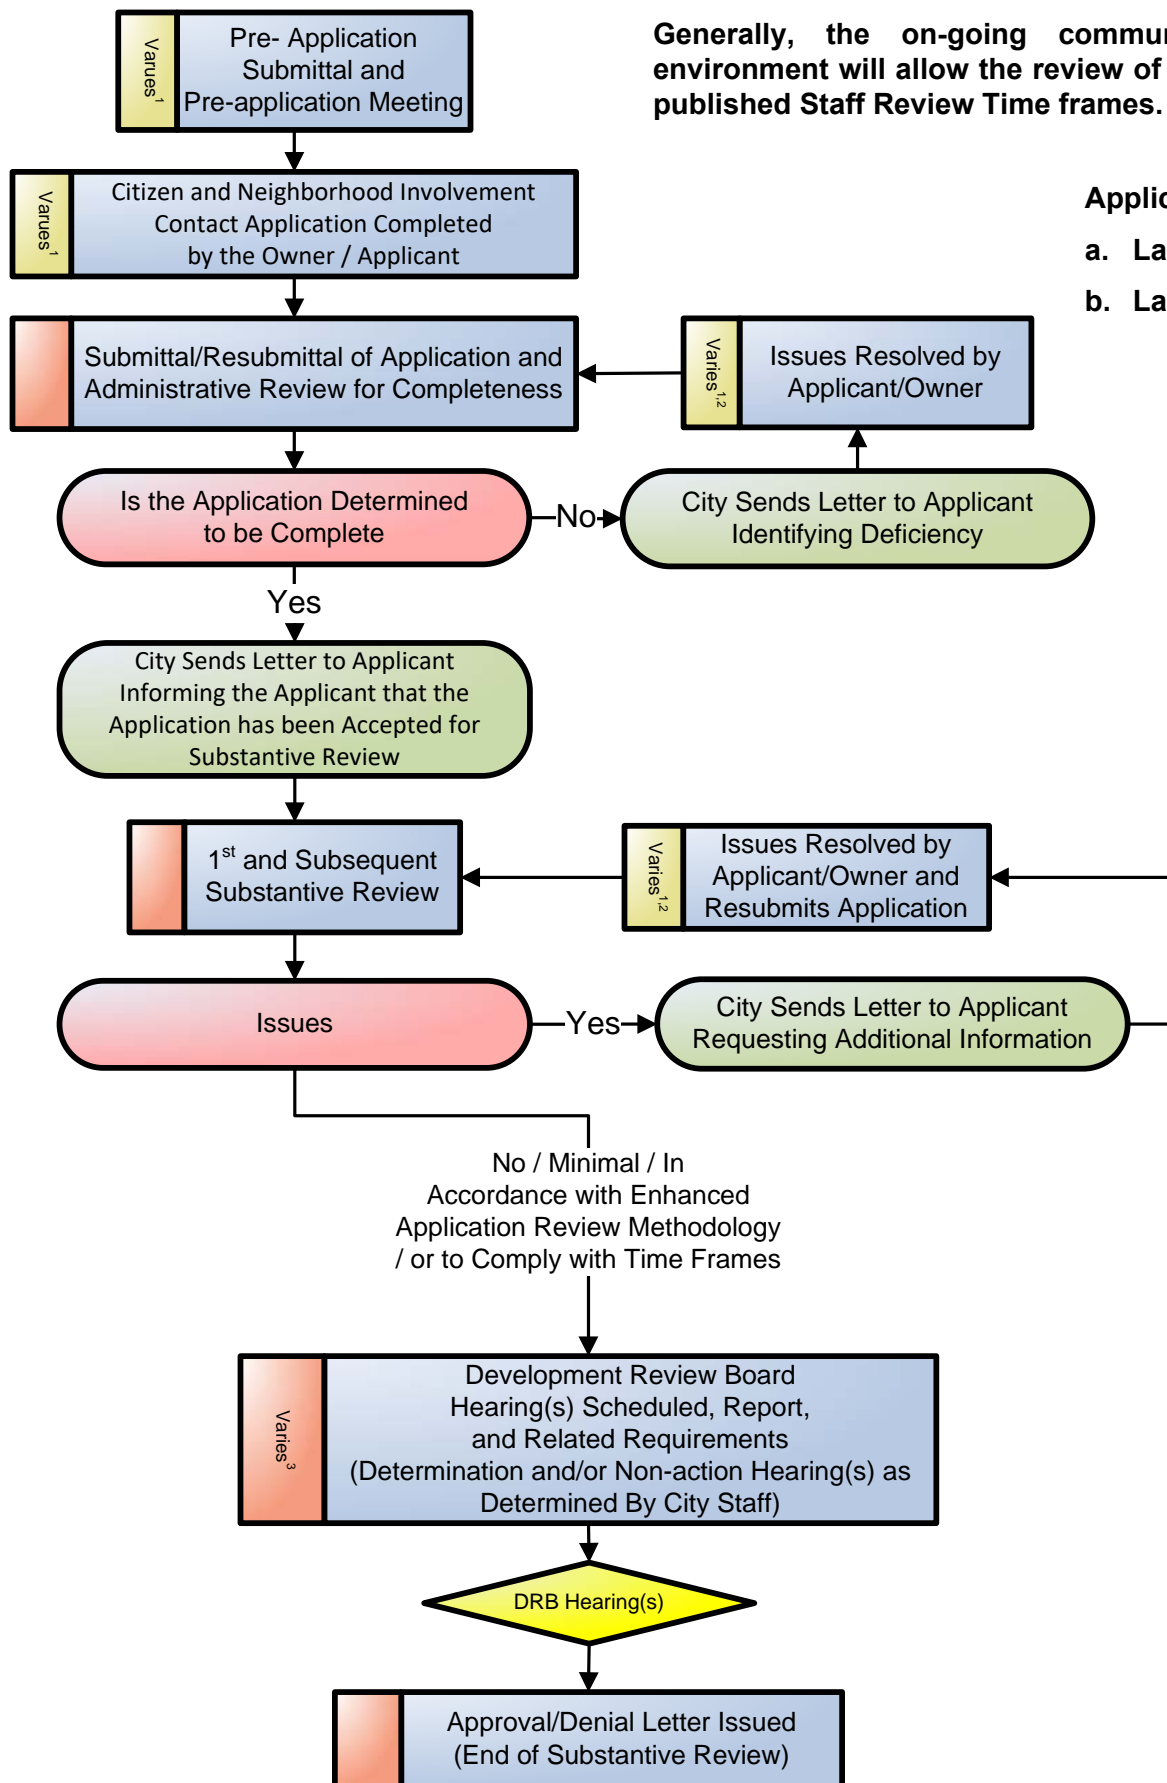 Generally, the on-going commun
environment will allow the review of
published Staff Review Time frames.
Applic
a. La
b. La
Varues1
Pre- Application
Submittal and
Pre-application Meeting
Varues1
Citizen and Neighborhood Involvement
Contact Application Completed
by the Owner / Applicant
Submittal/Resubmittal of Application and
Administrative Review for Completeness
Varies1,2
Issues Resolved by
Applicant/Owner
Is the Application Determined
to be Complete
No
City Sends Letter to Applicant
Identifying Deficiency
Yes
City Sends Letter to Applicant
Informing the Applicant that the
Application has been Accepted for
Substantive Review
1st and Subsequent
Substantive Review
Varies1,2
Issues Resolved by
Applicant/Owner and
Resubmits Application
Issues
Yes
City Sends Letter to Applicant
Requesting Additional Information
No / Minimal / In
Accordance with Enhanced
Application Review Methodology
/ or to Comply with Time Frames
Varies3
Development Review Board
Hearing(s) Scheduled, Report,
and Related Requirements
(Determination and/or Non-action Hearing(s) as
Determined By City Staff)
DRB Hearing(s)
Approval/Denial Letter Issued
(End of Substantive Review)